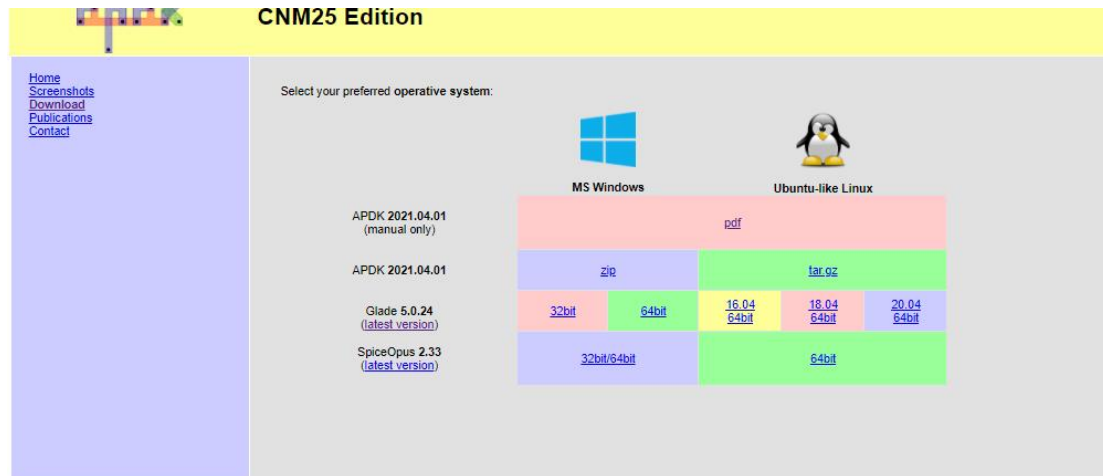 CNM25 Edition
Home
Screenshots
Download
Publications
Contact
Select your preferred operative system:
MS Windows
Ubuntu-like Linux
APDK 2021.04.01
(manual only)
pdf
APDK 2021.04.01
zip
tar.gz
Glade 5.0.24
(latest version)
32bit
64bit
16.04
64bit
18.04
64bit
20.04
64bit
SpiceOpus 2.33
(latest version)
32bit/64bit
64bit